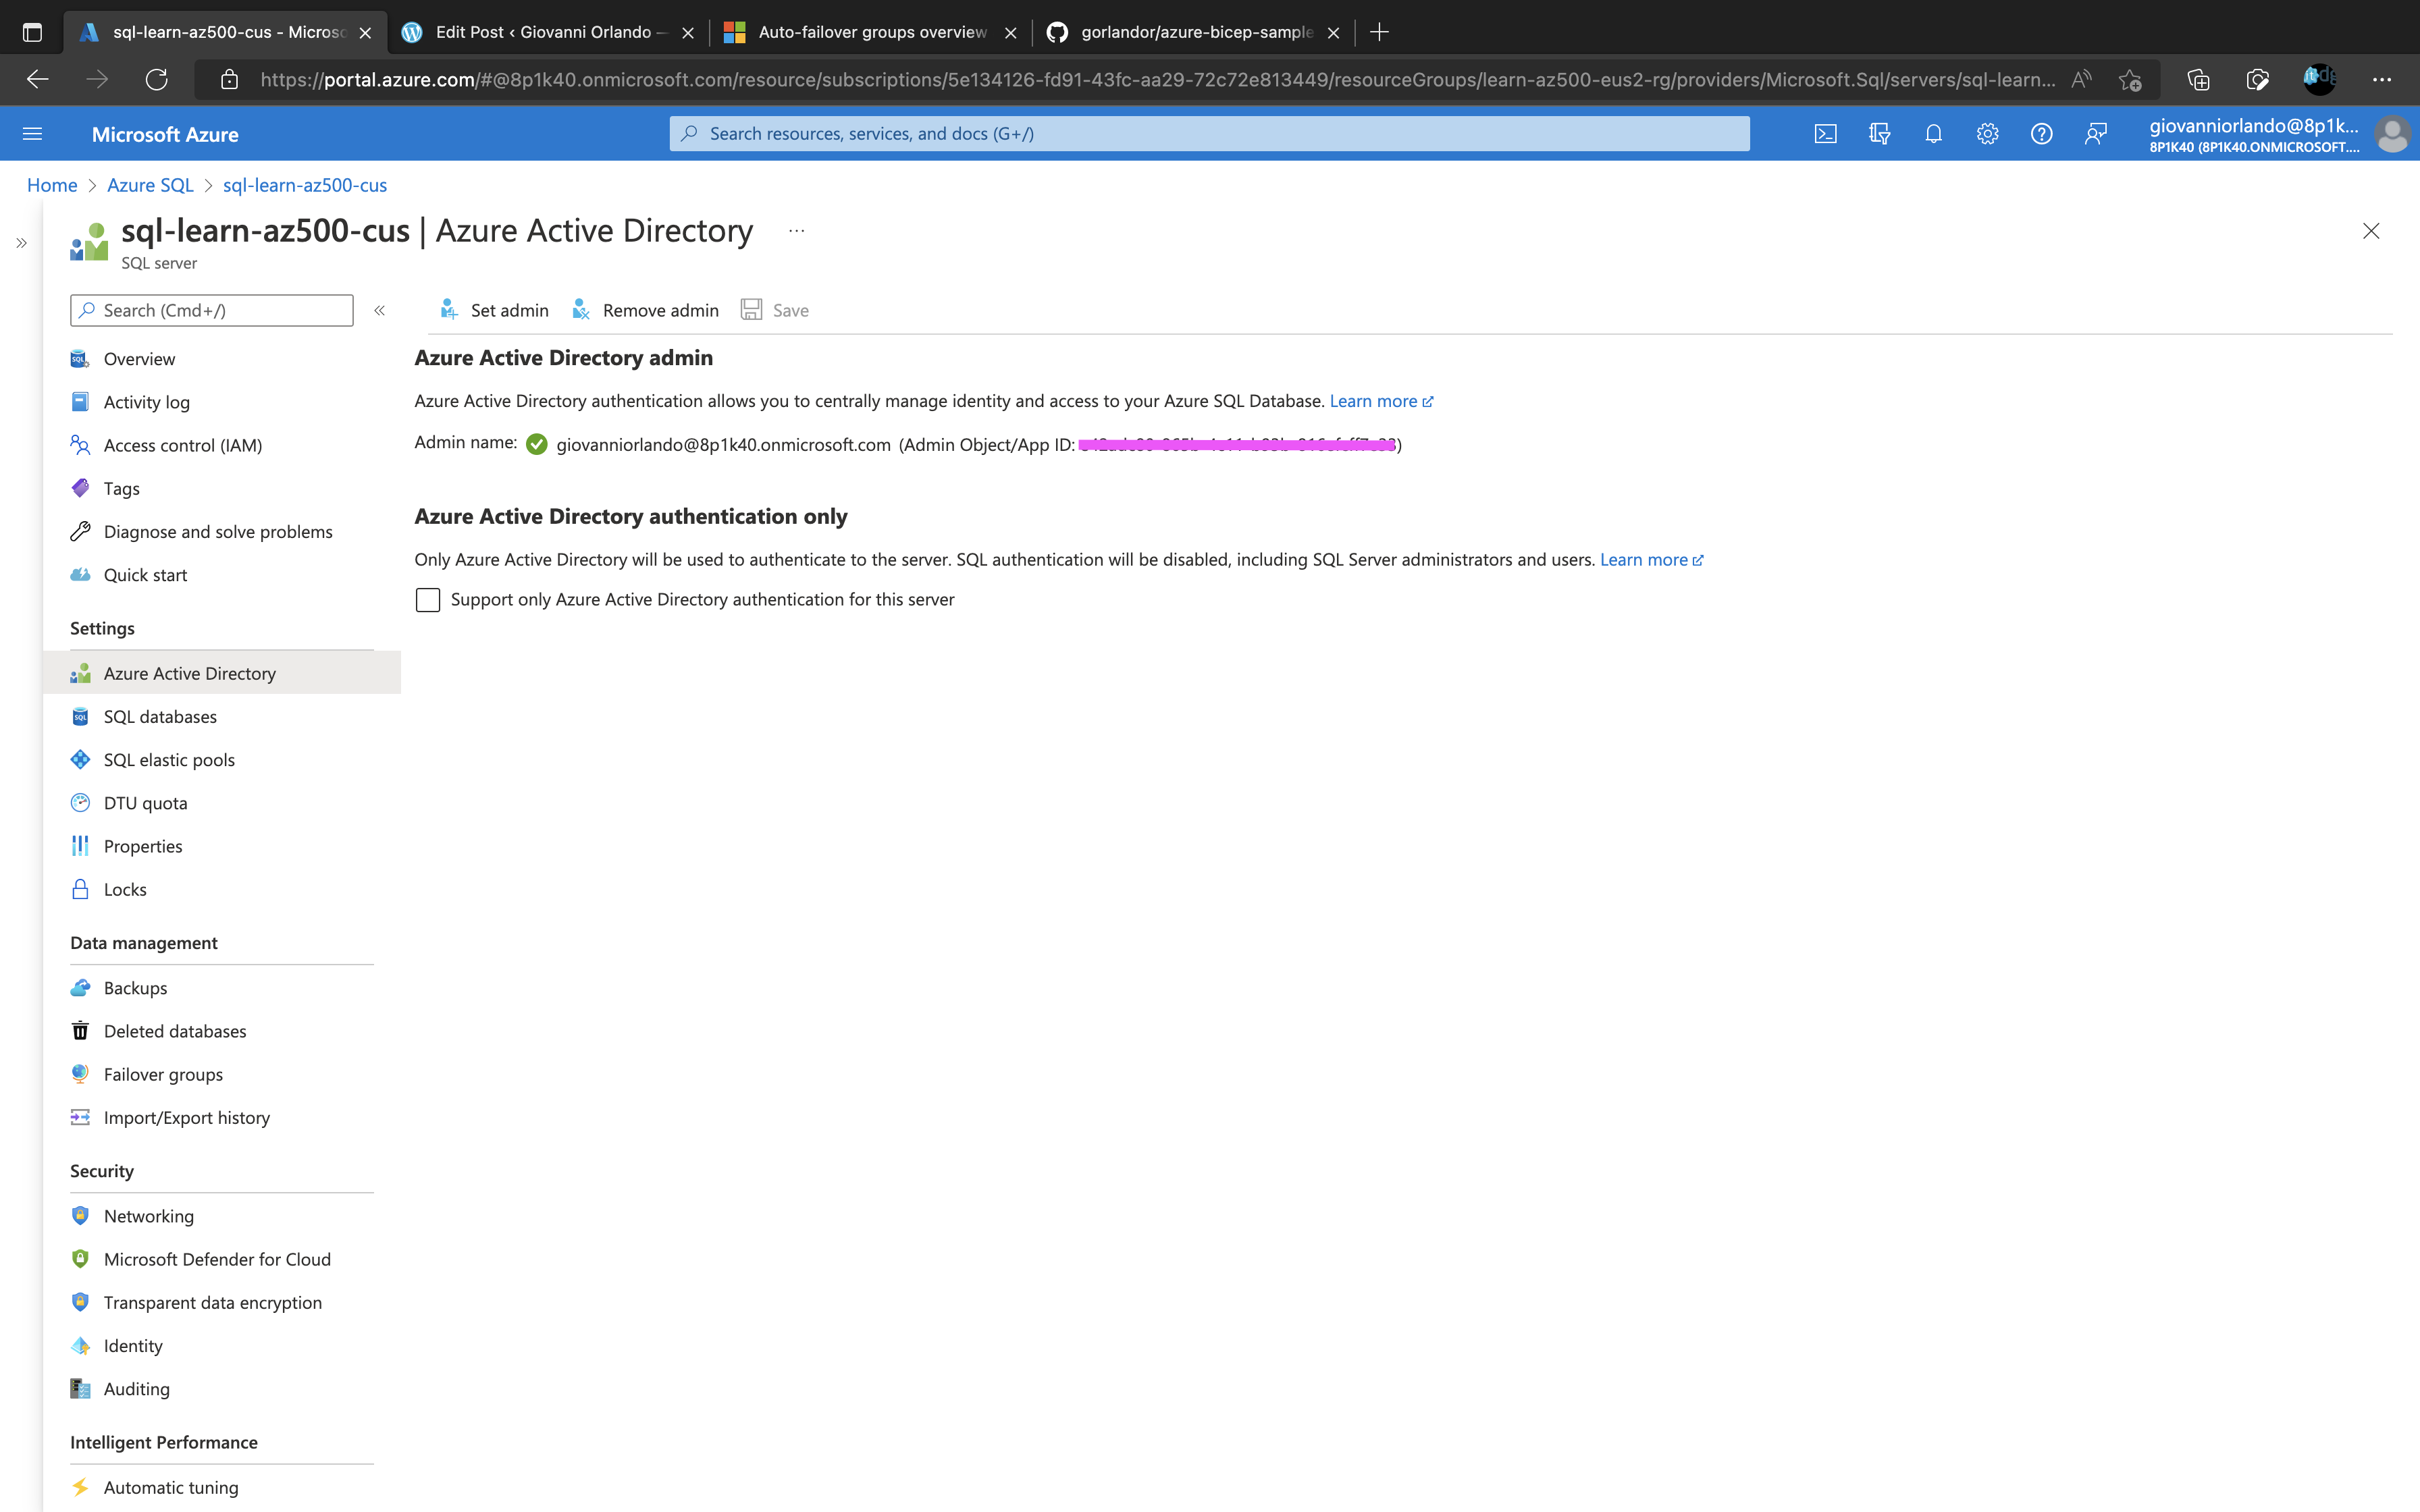 sql-learn-az500-cus - Microso
Edit Post ‹ Giovanni Orlando —
Auto-failover groups overview
gorlandor/azure-bicep-sample
https://portal.azure.com/#@8p1k40.onmicrosoft.com/resource/subscriptions/5e134126-fd91-43fc-aa29-72c72e813449/resourceGroups/learn-az500-eus2-rg/providers/Microsoft.Sql/servers/sql-learn...
Microsoft Azure
Search resources, services, and docs (G+/)
giovanniorlando@8p1k...
8P1K40 (8P1K40.ONMICROSOFT....
Home > Azure SQL > sql-learn-az500-cus
sql-learn-az500-cus | Azure Active Directory ...
SQL server
Search (Cmd+/)
Overview
Activity log
Access control (IAM)
Tags
Diagnose and solve problems
Quick start
Settings
Azure Active Directory
SQL databases
SQL elastic pools
DTU quota
Properties
Locks
Data management
Backups
Deleted databases
Failover groups
Import/Export history
Security
Networking
Microsoft Defender for Cloud
Transparent data encryption
Identity
Auditing
Intelligent Performance
Automatic tuning
Set admin Remove admin Save
Azure Active Directory admin
Azure Active Directory authentication allows you to centrally manage identity and access to your Azure SQL Database. Learn more
Admin name: giovanniorlando@8p1k40.onmicrosoft.com (Admin Object/App ID: )
Azure Active Directory authentication only
Only Azure Active Directory will be used to authenticate to the server. SQL authentication will be disabled, including SQL Server administrators and users. Learn more
Support only Azure Active Directory authentication for this server